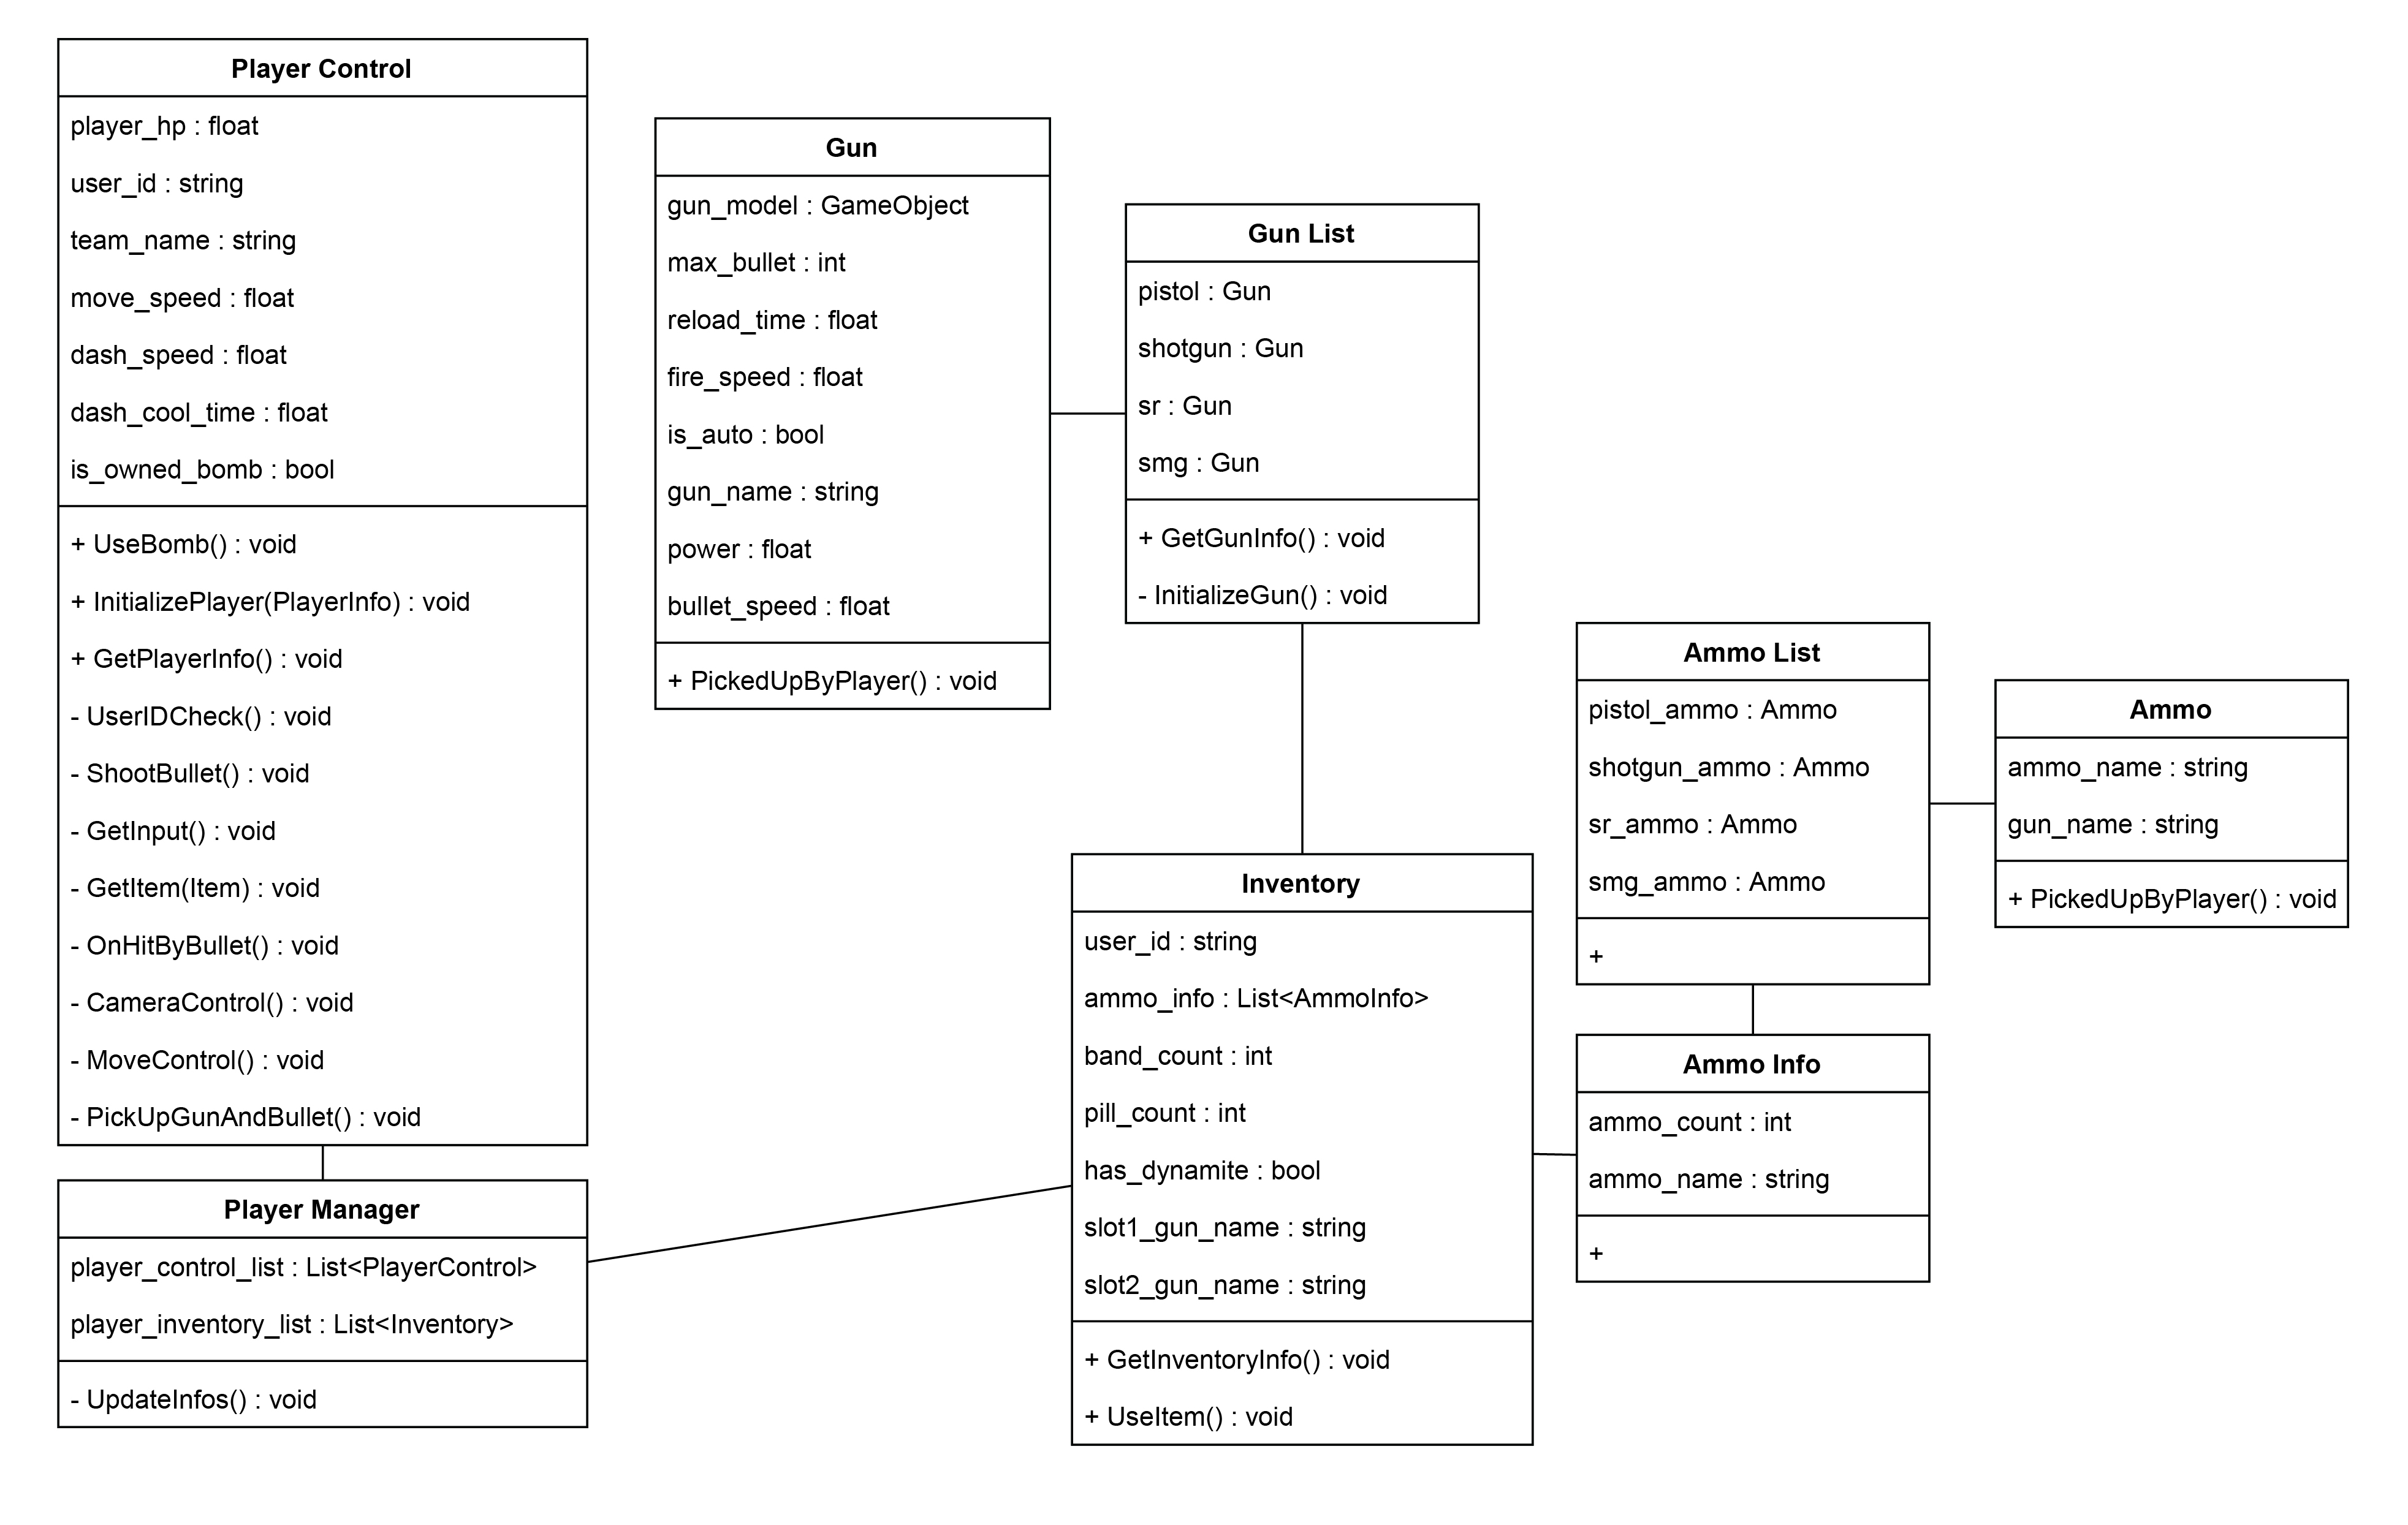 Player Control
player_hp : float
user_id : string
team_name : string
move_speed : float
dash_speed : float
dash_cool_time : float
is_owned_bomb : bool
+ UseBomb() : void
+ InitializePlayer(PlayerInfo) : void
+ GetPlayerInfo() : void
- UserIDCheck() : void
- ShootBullet() : void
- GetInput() : void
- GetItem(Item) : void
- OnHitByBullet() : void
- CameraControl() : void
- MoveControl() : void
- PickUpGunAndBullet() : void
Player Manager
player_control_list : List<PlayerControl>
player_inventory_list : List<Inventory>
- UpdateInfos() : void
Gun
gun_model : GameObject
max_bullet : int
reload_time : float
fire_speed : float
is_auto : bool
gun_name : string
power : float
bullet_speed : float
+ PickedUpByPlayer() : void
Gun List
pistol : Gun
shotgun : Gun
sr : Gun
smg : Gun
+ GetGunInfo() : void
- InitializeGun() : void
Inventory
user_id : string
ammo_info : List<AmmoInfo>
band_count : int
pill_count : int
has_dynamite : bool
slot1_gun_name : string
slot2_gun_name : string
+ GetInventoryInfo() : void
+ UseItem() : void
Ammo List
pistol_ammo : Ammo
shotgun_ammo : Ammo
sr_ammo : Ammo
smg_ammo : Ammo
+
Ammo Info
ammo_count : int
ammo_name : string
+
Ammo
ammo_name : string
gun_name : string
+ PickedUpByPlayer() : void